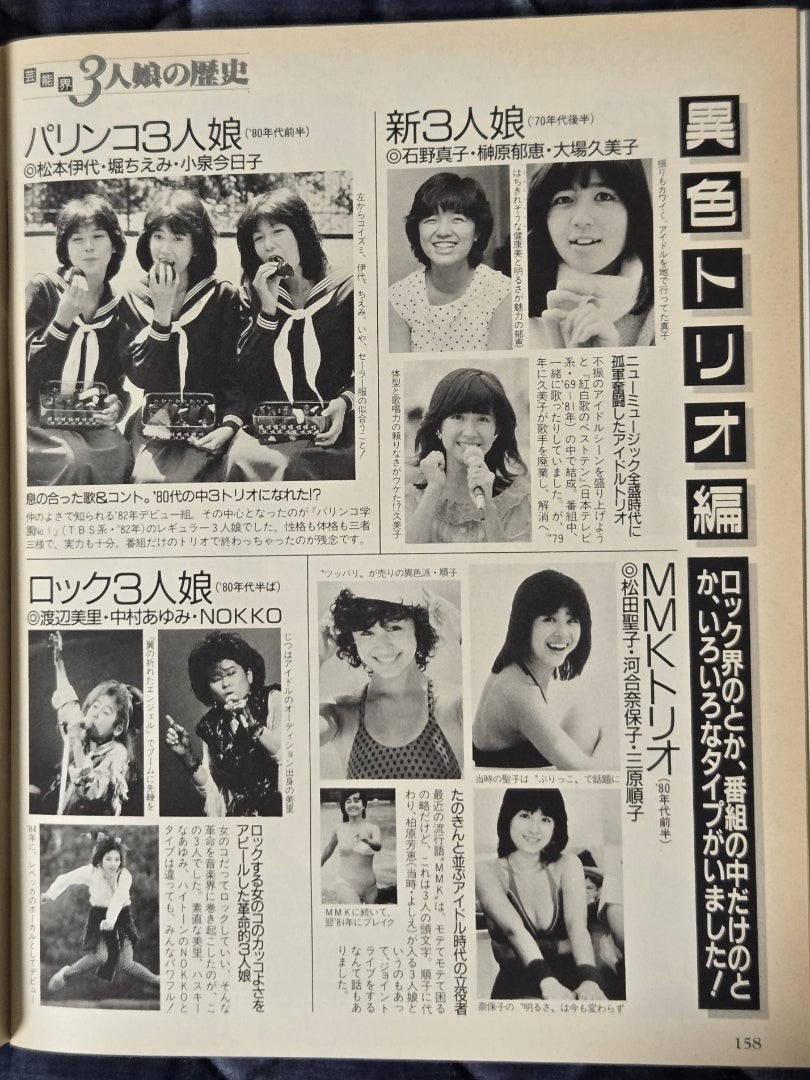 芸能界3人娘の歴史
異色トリオ編
ロック界のとか、番組の中だけのと
か、いろいろなタイプがいました！
新3人娘('70年代後半)
◎石野真子・榊原郁恵・大場久美子
振りもカワイく、アイドルを地で行ってた真子
はちきれそうな健康美と明るさが魅力の郁恵
体型と歌唱力の頼りなさがウケた!?久美子
ニューミュージック全盛時代に
孤軍奮闘したアイドルトリオ
不振のアイドルシーンを盛り上げよう
と『紅白歌のベストテン』(日本テレビ
系・'69〜'81年)の中で結成。番組中、
一緒に歌ったりしていました。が、'79
年に久美子が歌手を廃業し、解消へ。
パリンコ3人娘('80年代前半)
◎松本伊代・堀ちえみ・小泉今日子
左からコイズミ、伊代、ちえみ。いや、セーラー服の似合うこと！
息の合った歌&コント。'80代の中3トリオになれた!?
仲のよさで知られる'82年デビュー組。その中心となったのが『パリンコ学
園No.1』(TBS系・'82年)のレギュラー3人娘でした。性格も体格も三者
三様で、実力も十分。番組だけのトリオで終わっちゃったのが残念です。
MMKトリオ('80年代前半)
◎松田聖子・河合奈保子・三原順子
“ツッパリ”が売りの異色派・順子
当時の聖子は“ぶりっこ”で話題に
奈保子の“明るさ”は今も変わらず
MMKに続いて、
翌'81年にブレイク
たのきんと並ぶアイドル時代の立役者
最近の流行語“MMK”は、モテてモテて困る
の略だけど、これは3人の頭文字。順子に代
わり、柏原芳恵(当時・よしえ)が入る3人娘と
いうのもあっ
て、ジョイント
ライブをする
なんて話もあ
りました。
ロック3人娘('80年代半ば)
◎渡辺美里・中村あゆみ・NOKKO
じつはアイドルのオーディション出身の美里
『翼の折れたエンジェル』でブームに先鞭を
'84年に、レベッカのボーカルとしてデビュー
ロックする女のコのカッコよさを
アピールした革命的3人娘
女のコだってロックしていい、そんな
革命を音楽界に巻き起こしたのが、こ
の3人でした。素直な美里、ハスキー
なあゆみ、ハイトーンのNOKKOと
タイプは違っても、みんなパワフル！
158